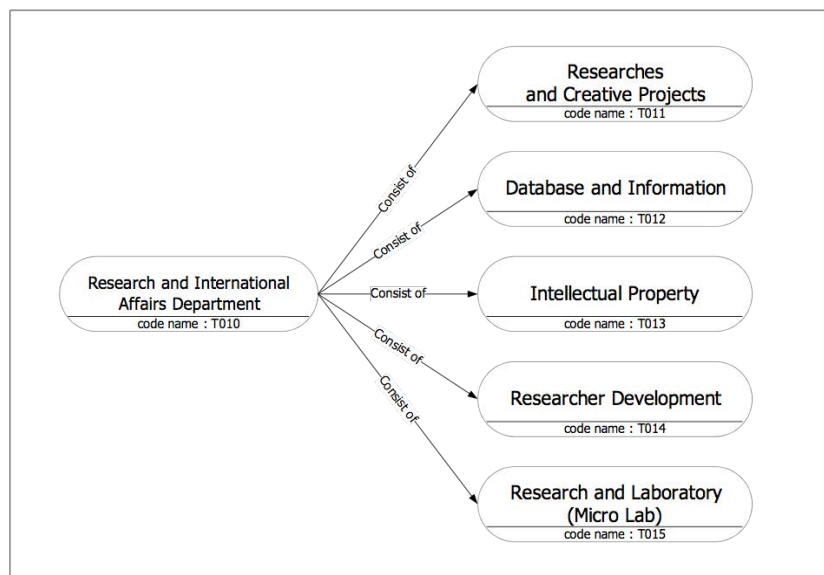 Researches
and Creative Projects
code name : T011
Consist of
Database and Information
code name : T012
Consist of
Research and International
Affairs Department
code name : T010
Consist of
Intellectual Property
code name : T013
Consist of
Researcher Development
code name : T014
Consist of
Research and Laboratory
(Micro Lab)
code name : T015